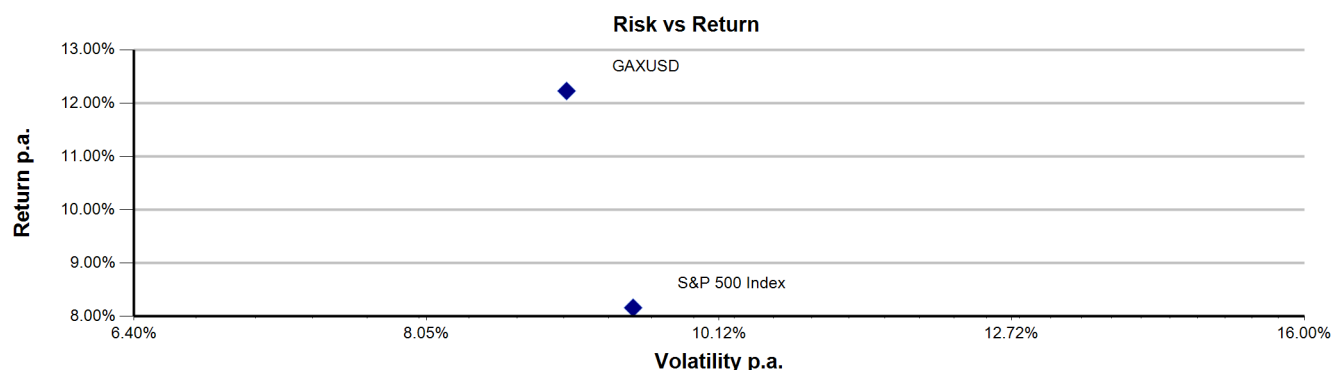 Risk vs Return
13.00%
GAXUSD
12.00%
11.00%
Return p.a.
10.00%
9.00%
S&P 500 Index
8.00%
6.40%
8.05%
10.12%
12.72%
16.00%
Volatility p.a.